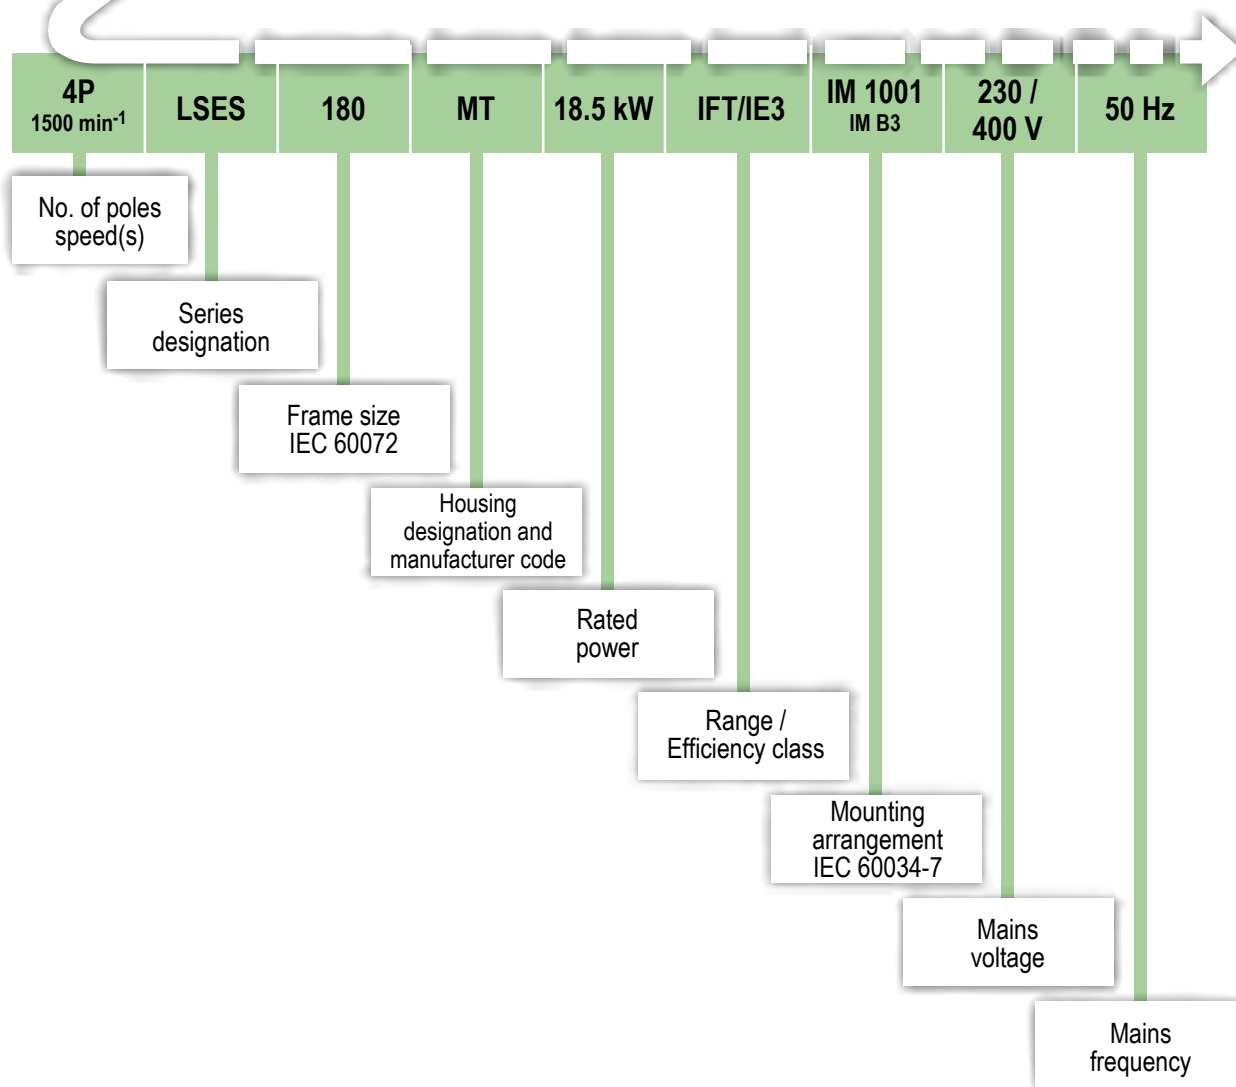 4P
1500 min-1
LSES
180
MT
18.5 kW
IFT/IE3
IM 1001
IM B3
230 /
400 V
50 Hz
No. of poles
speed(s)
Series
designation
Frame size
IEC 60072
Housing
designation and
manufacturer code
Rated
power
Range /
Efficiency class
Mounting
arrangement
IEC 60034-7
Mains
voltage
Mains
frequency